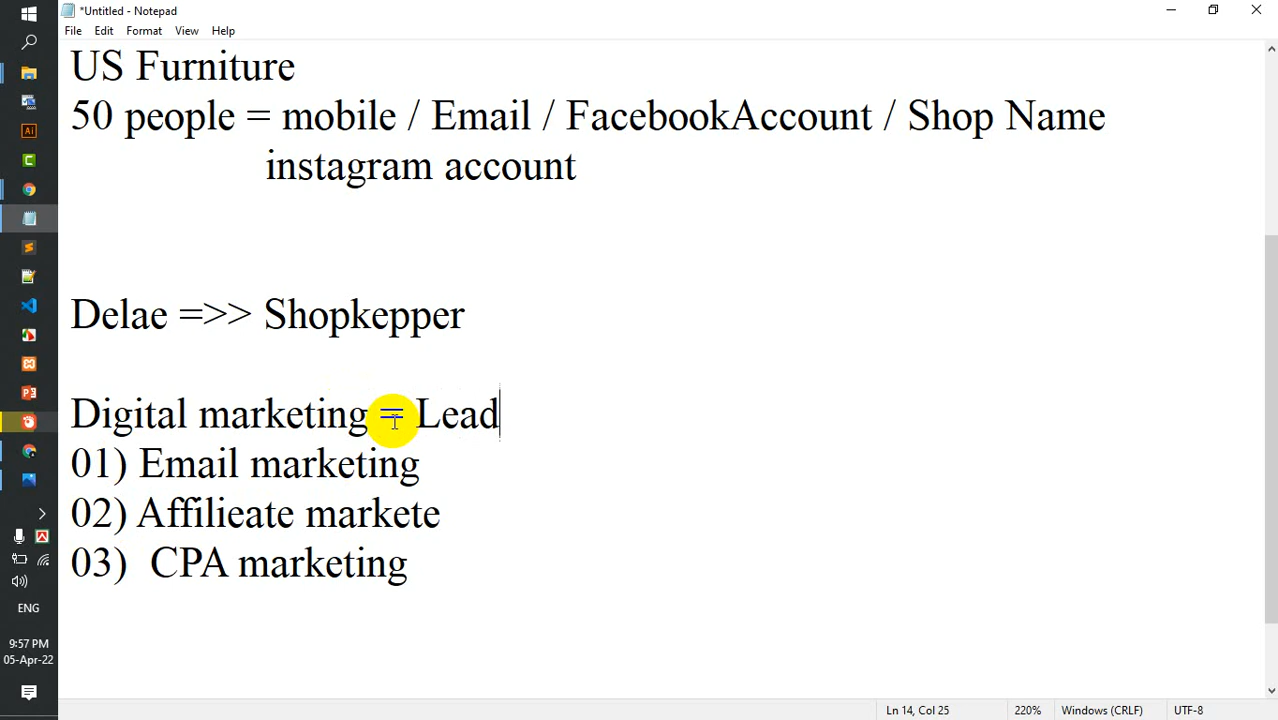 *Untitled - Notepad
File Edit Format View Help
US Furniture
50 people = mobile / Email / FacebookAccount / Shop Name
instagram account
Delae =>> Shopkepper
Digital marketing = Lead
01) Email marketing
02) Affilieate markete
03) CPA marketing
ENG
9:57 PM
05-Apr-22
Ln 14, Col 25
220%
Windows (CRLF)
UTF-8